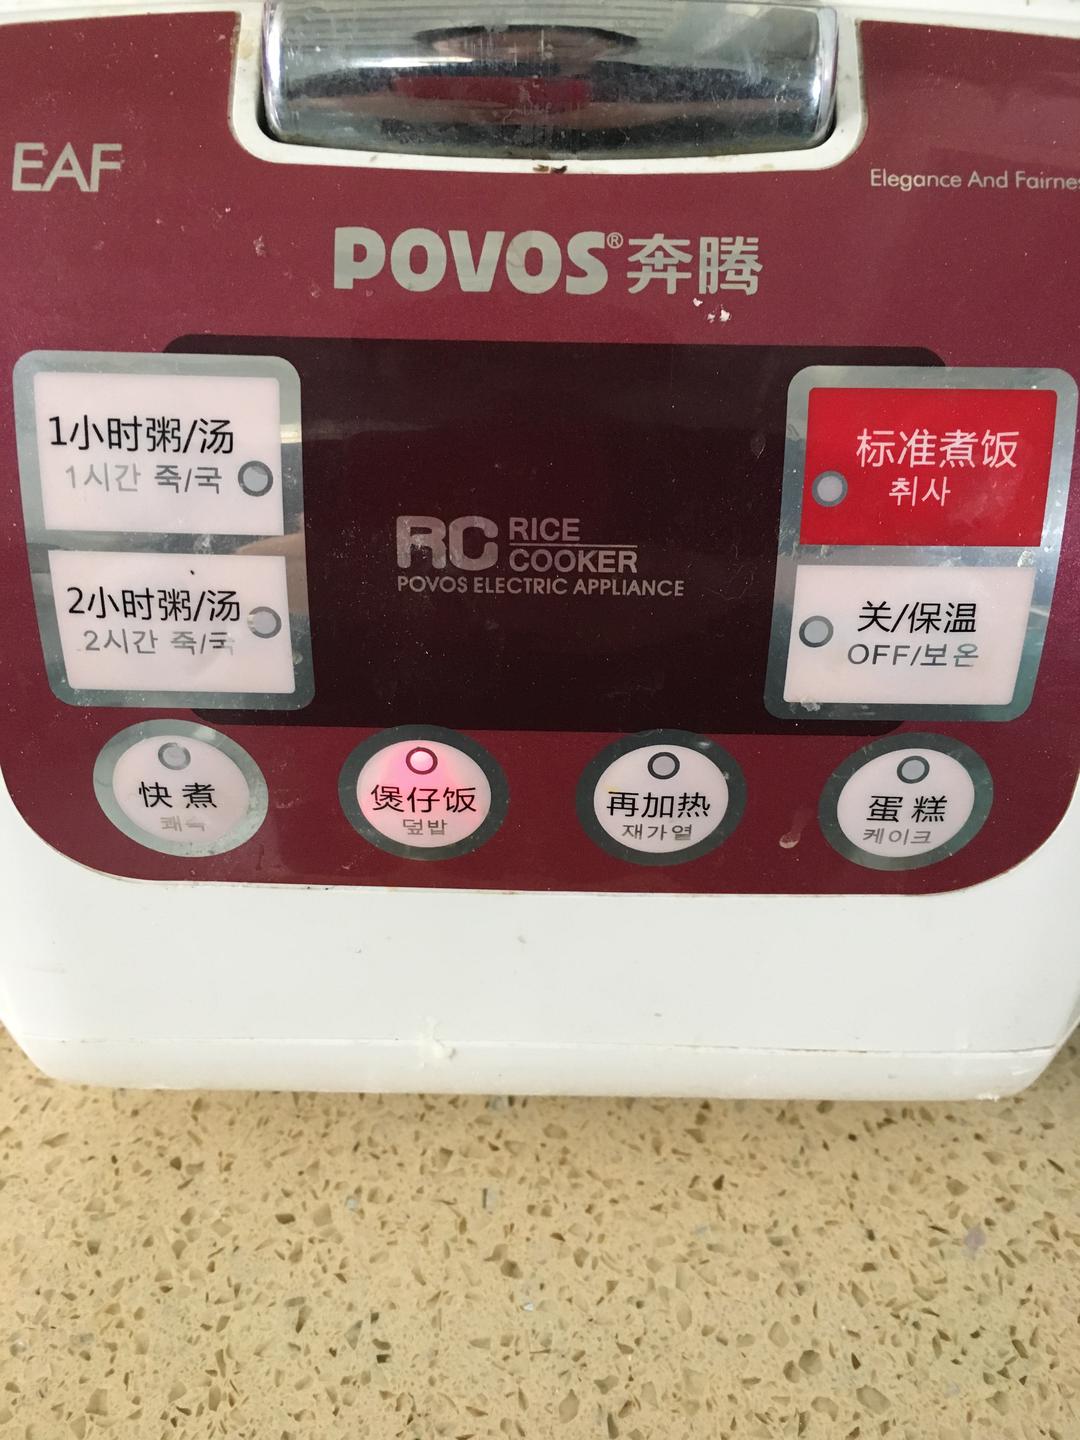 EAF
Elegance And Fairnes
POVOS®奔腾
1小时粥/汤
1시간 죽/국
2小时粥/汤
2시간 죽/국
RC RICE COOKER
POVOS ELECTRIC APPLIANCE
标准煮饭
취사
关/保温
OFF/보온
快煮
쾌속
煲仔饭
덮밥
再加热
재가열
蛋糕
케이크